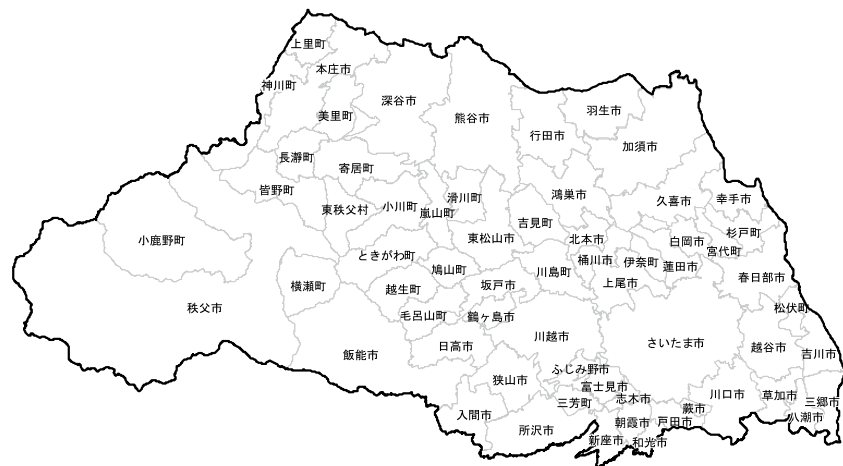 上里町
本庄市
神川町
深谷市
羽生市
美里町
熊谷市
行田市
加須市
長瀞町
寄居町
皆野町
小川町
滑川町
鴻巣市
久喜市
幸手市
東秩父村
嵐山町
吉見町
杉戸町
小鹿野町
東松山市
北本市
白岡市
宮代町
ときがわ町
桶川市
伊奈町
蓮田市
鳩山町
川島町
春日部市
横瀬町
越生町
坂戸市
上尾市
秩父市
毛呂山町
鶴ヶ島市
松伏町
川越市
さいたま市
日高市
越谷市
吉川市
飯能市
ふじみ野市
狭山市
富士見市
志木市
川口市
草加市
三芳町
蕨市
三郷市
入間市
朝霞市
戸田市
八潮市
所沢市
新座市
和光市